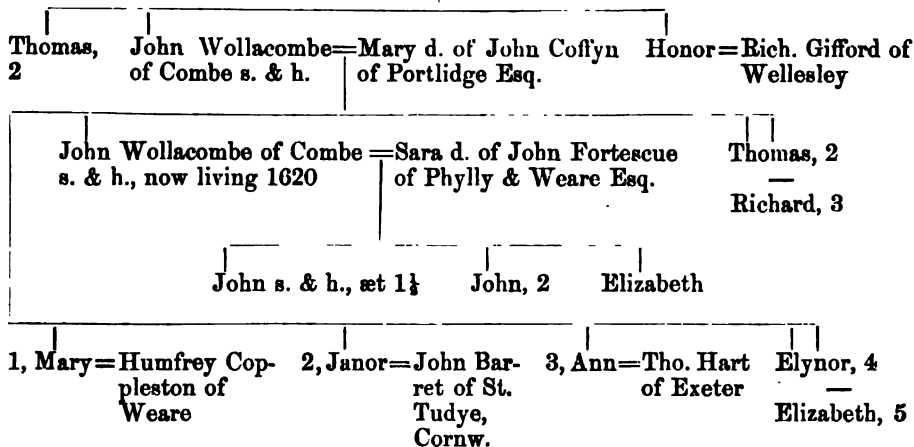 Thomas, 2
John Wollacombe=Mary d. of John Coffyn
of Combe s. & h.
of Portlidge Esq.
Honor=Rich. Gifford of
Wellesley
John Wollacombe of Combe=Sara d. of John Fortescue
s. & h., now living 1620
of Phylly & Weare Esq.
Thomas, 2
—
Richard, 3
John s. & h., æt 1½
John, 2
Elizabeth
1, Mary=Humfrey Cop-
pleston of
Weare
2, Janor=John Bar-
ret of St.
Tudye,
Cornw.
3, Ann=Tho. Hart
of Exeter
Elynor, 4
—
Elizabeth, 5